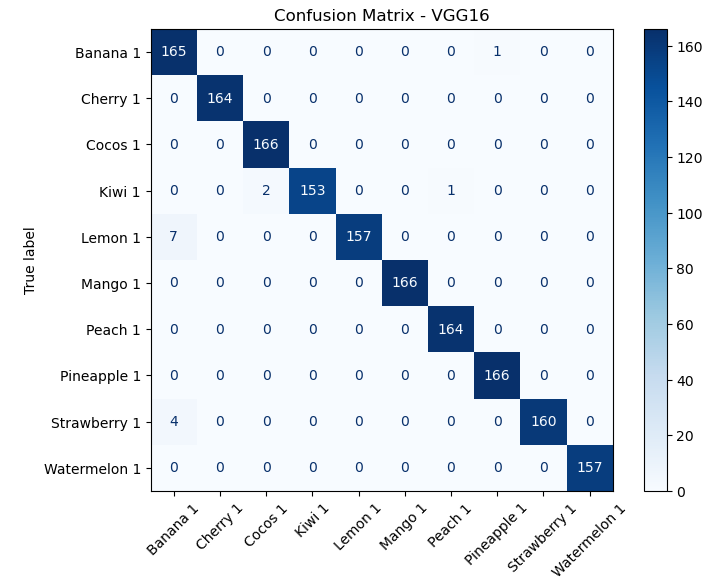 Confusion Matrix - VGG16
Banana 1 165 0 0 0 0 0 0 1 0 0
Cherry 1 0 164 0 0 0 0 0 0 0 0
Cocos 1 0 0 166 0 0 0 0 0 0 0
Kiwi 1 0 0 2 153 0 0 1 0 0 0
Lemon 1 7 0 0 0 157 0 0 0 0 0
Mango 1 0 0 0 0 0 166 0 0 0 0
Peach 1 0 0 0 0 0 0 164 0 0 0
Pineapple 1 0 0 0 0 0 0 0 166 0 0
Strawberry 1 4 0 0 0 0 0 0 0 160 0
Watermelon 1 0 0 0 0 0 0 0 0 0 157
True label
Banana 1 Cherry 1 Cocos 1 Kiwi 1 Lemon 1 Mango 1 Peach 1 Pineapple 1 Strawberry 1 Watermelon 1
160
140
120
100
80
60
40
20
0